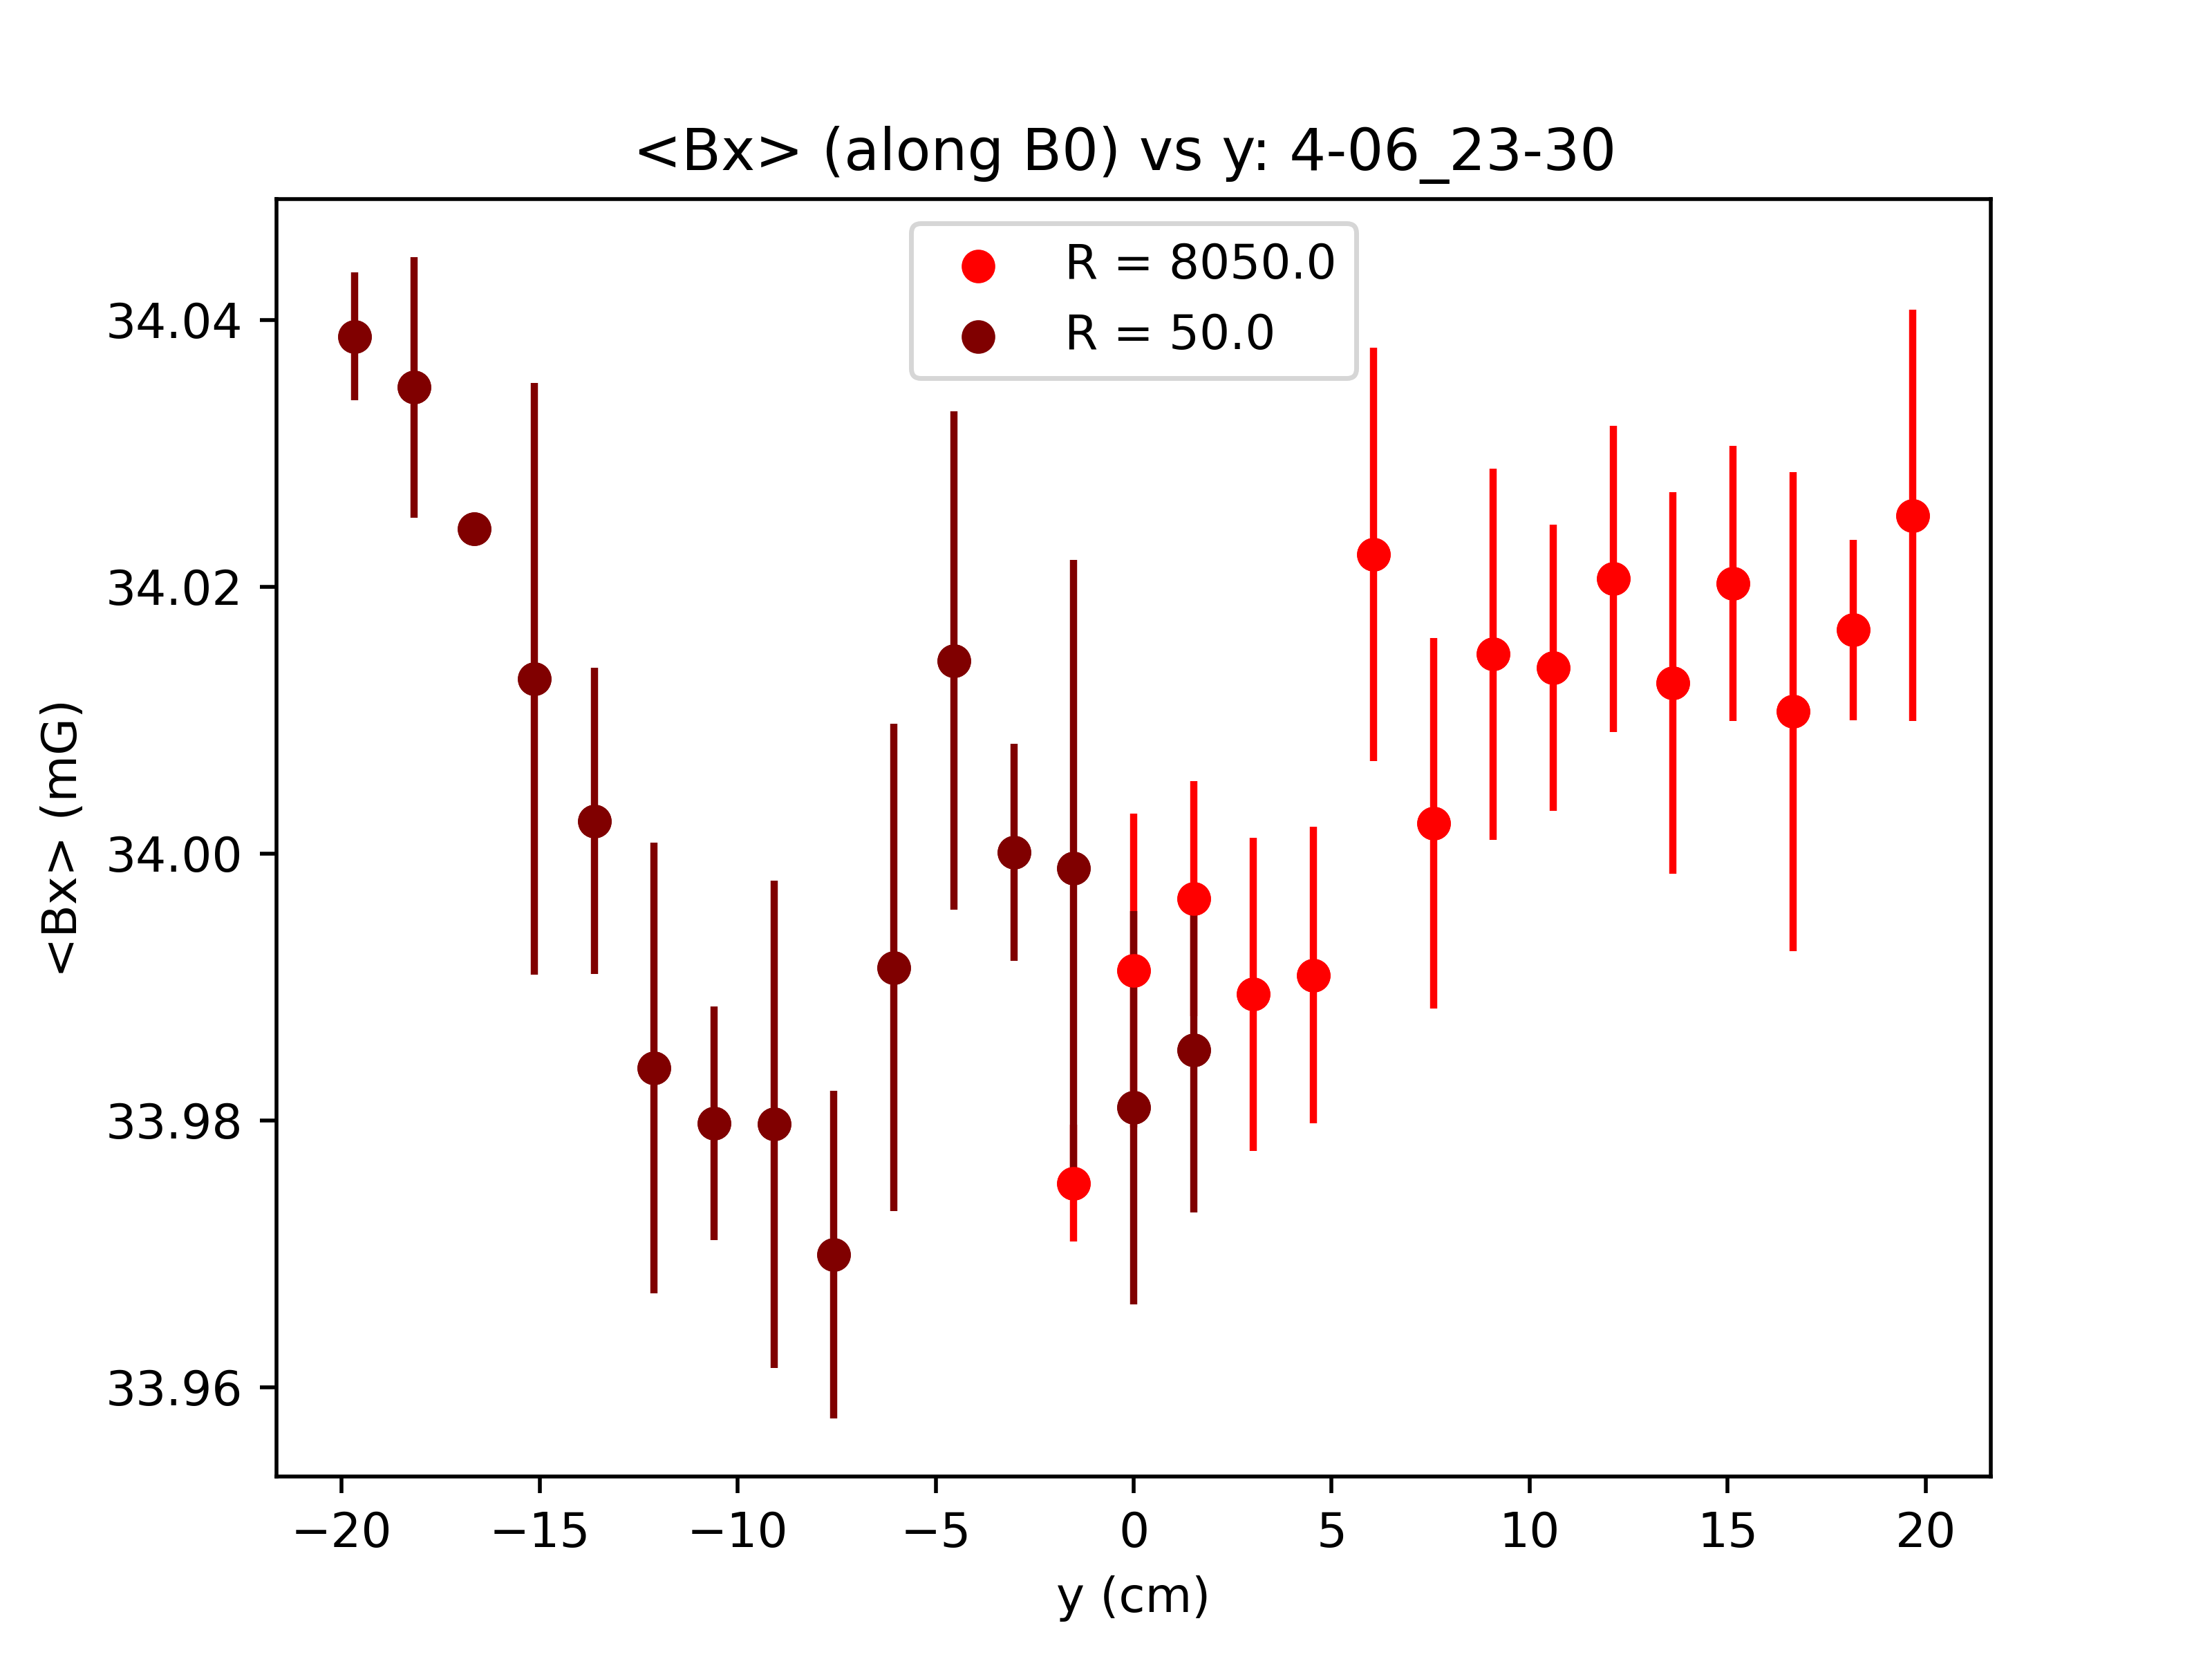 <Bx> (along B0) vs y: 4-06_23-30
R = 8050.0
R = 50.0
34.04
34.02
34.00
33.98
33.96
<Bx> (mG)
−20 −15 −10 −5 0 5 10 15 20
y (cm)